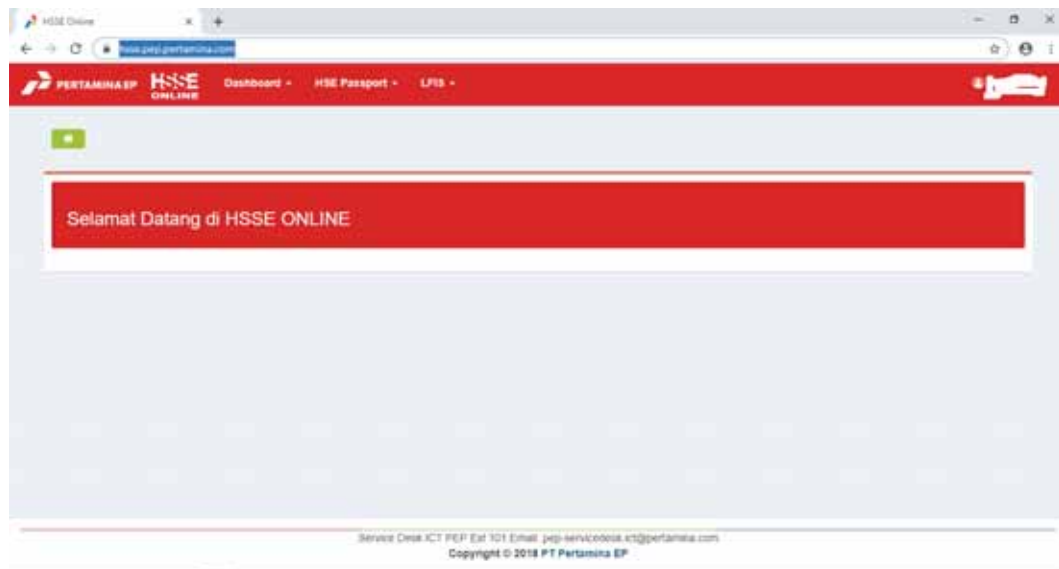 HSSE Online
hsse.pep.pertamina.com
PERTAMINA EP HSSE ONLINE Dashboard HSE Passport LFIS
Selamat Datang di HSSE ONLINE
Service Desk ICT PEP Ext 101 Email: pep-servicedesk.ict@pertamina.com
Copyright © 2018 PT Pertamina EP